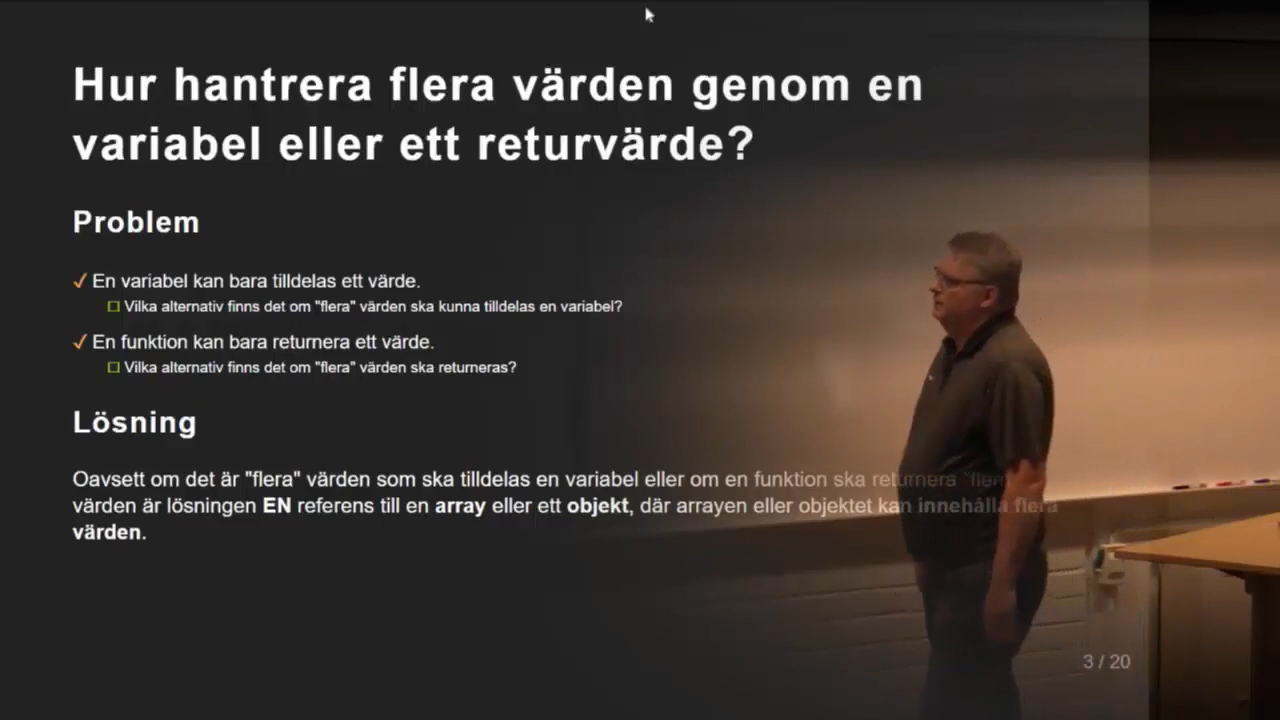 Hur hantrera flera värden genom en
variabel eller ett returvärde?
Problem
En variabel kan bara tilldelas ett värde.
Vilka alternativ finns det om "flera" värden ska kunna tilldelas en variabel?
En funktion kan bara returnera ett värde.
Vilka alternativ finns det om "flera" värden ska returneras?
Lösning
Oavsett om det är "flera" värden som ska tilldelas en variabel eller om en funktion ska returnera "flera"
värden är lösningen EN referens till en array eller ett objekt, där arrayen eller objektet kan innehålla flera
värden.
3 / 20